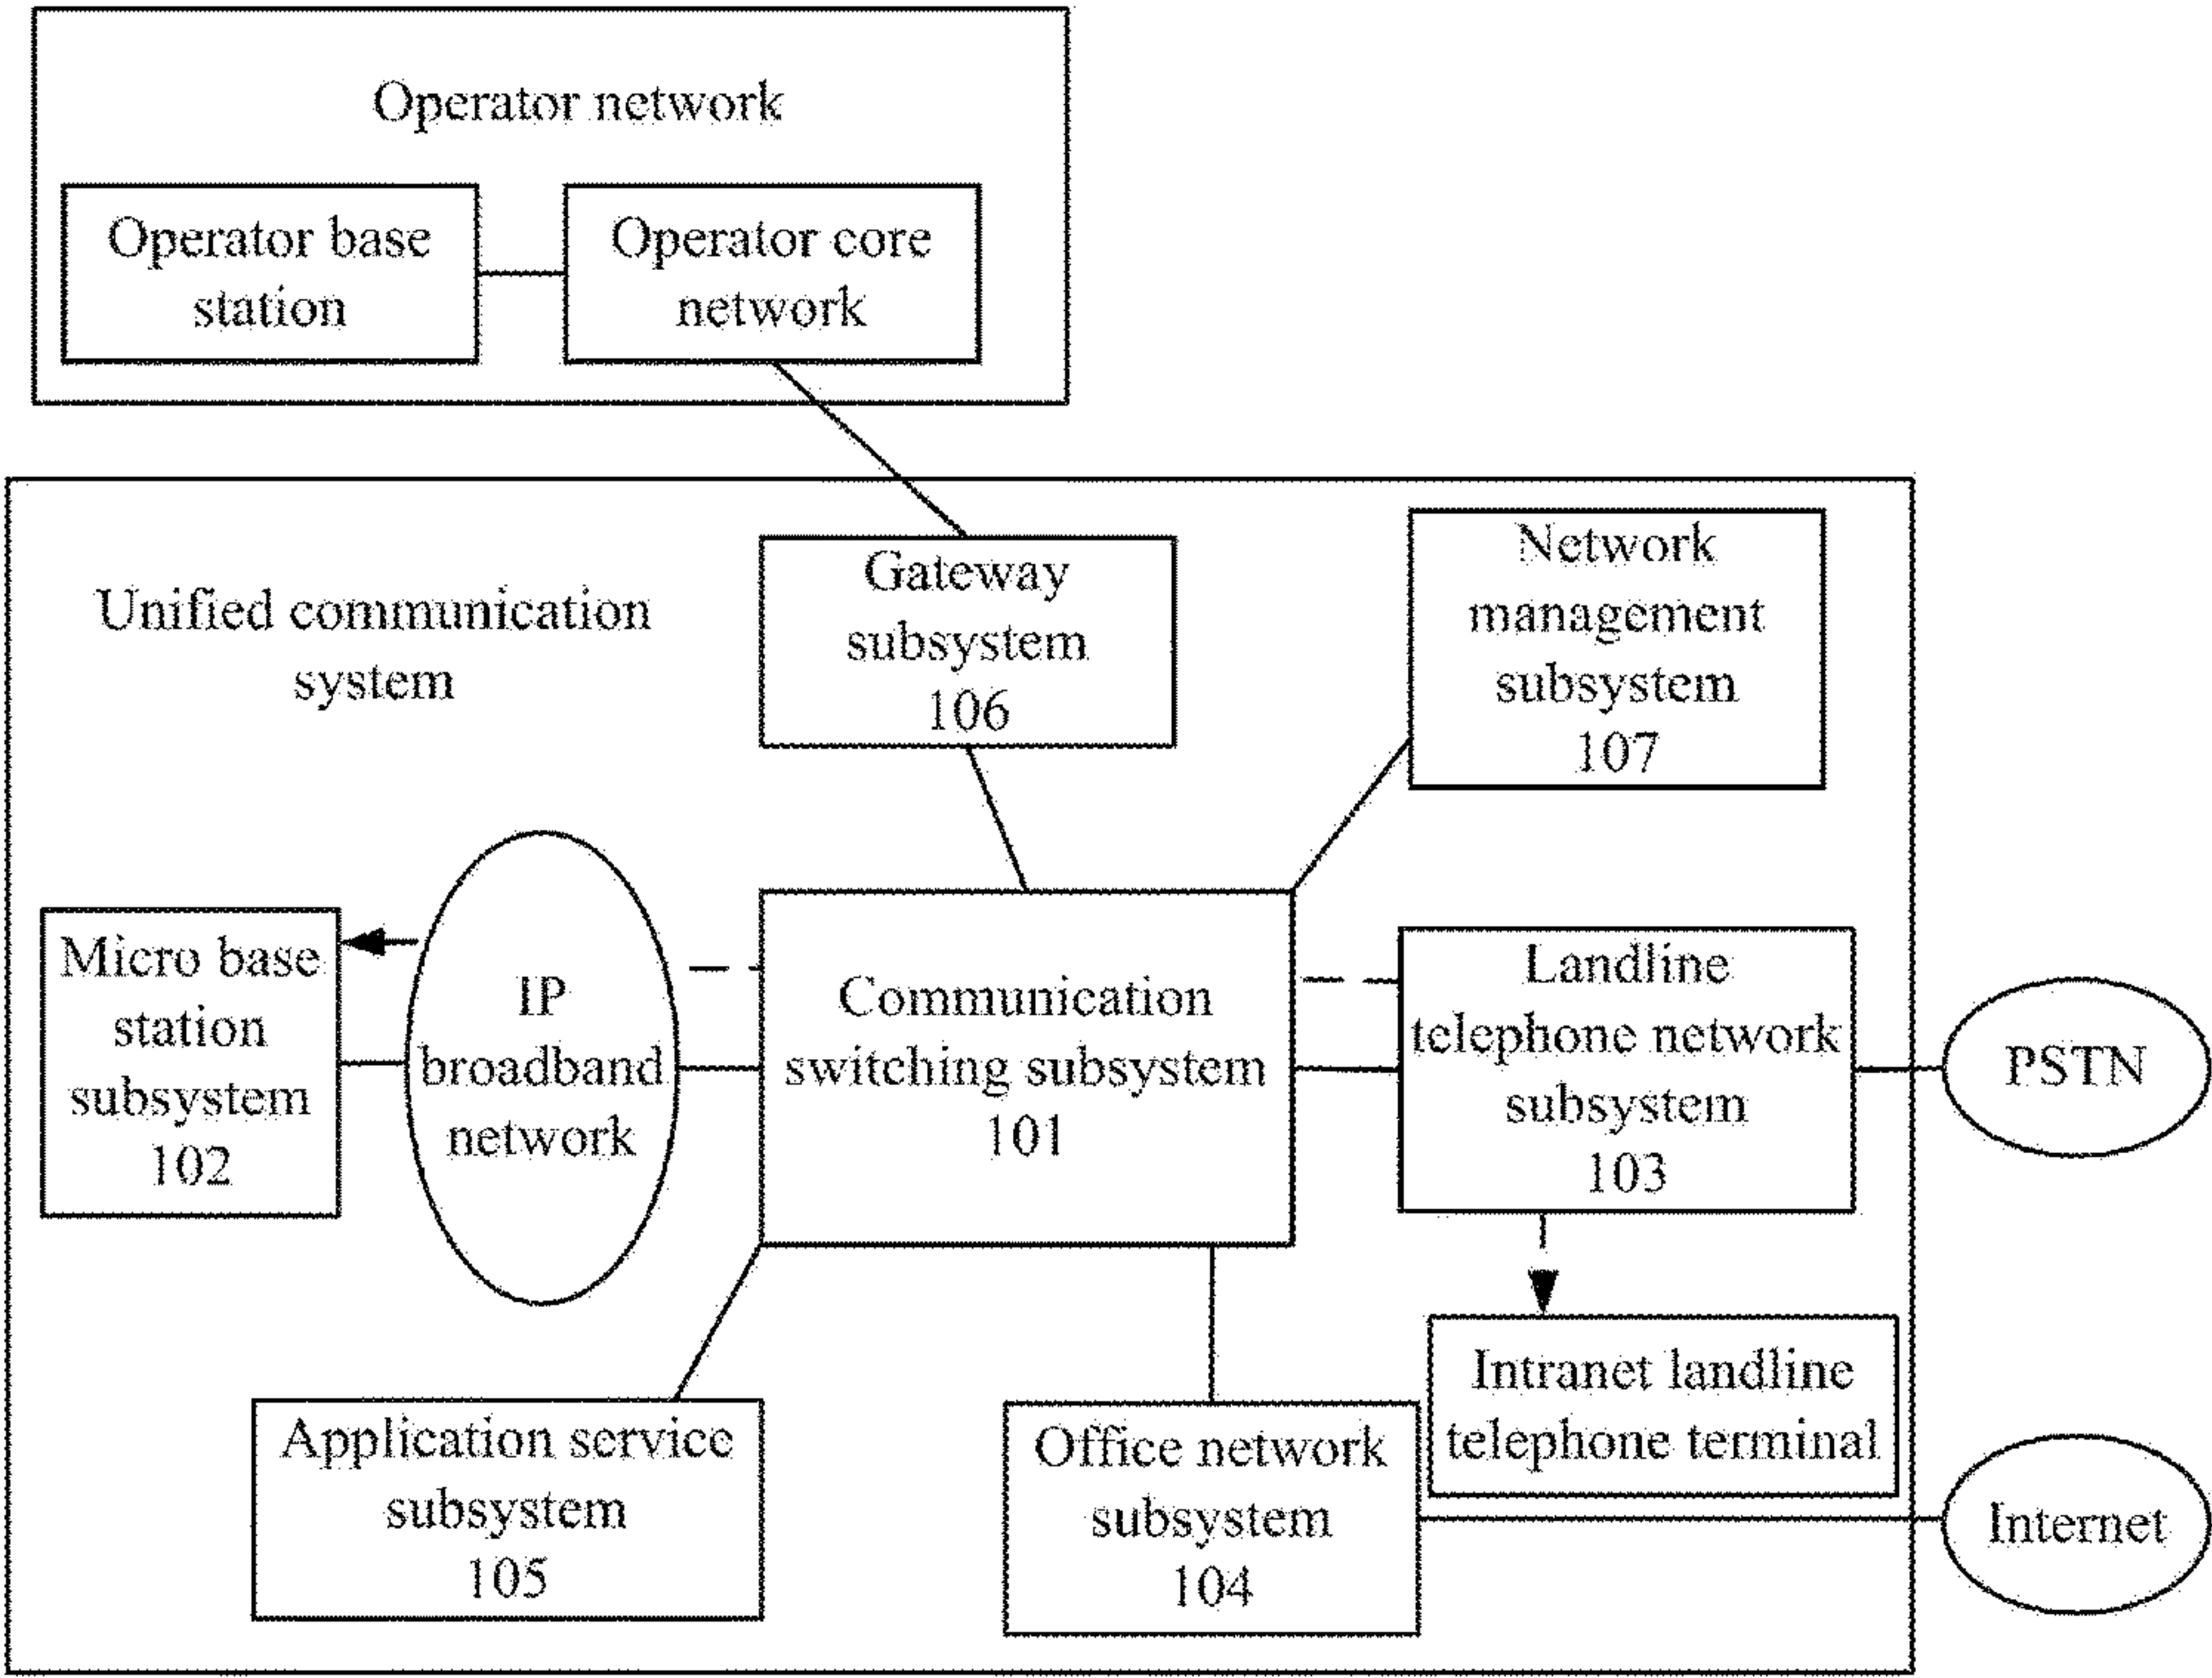 Operator network
Operator base
station
Operator core
network
Unified communication
system
Gateway
subsystem
106
Network
management
subsystem
107
Micro base
station
subsystem
102
IP
broadband
network
Communication
switching subsystem
101
Landline
telephone network
subsystem
103
PSTN
Application service
subsystem
105
Office network
subsystem
104
Intranet landline
telephone terminal
Internet